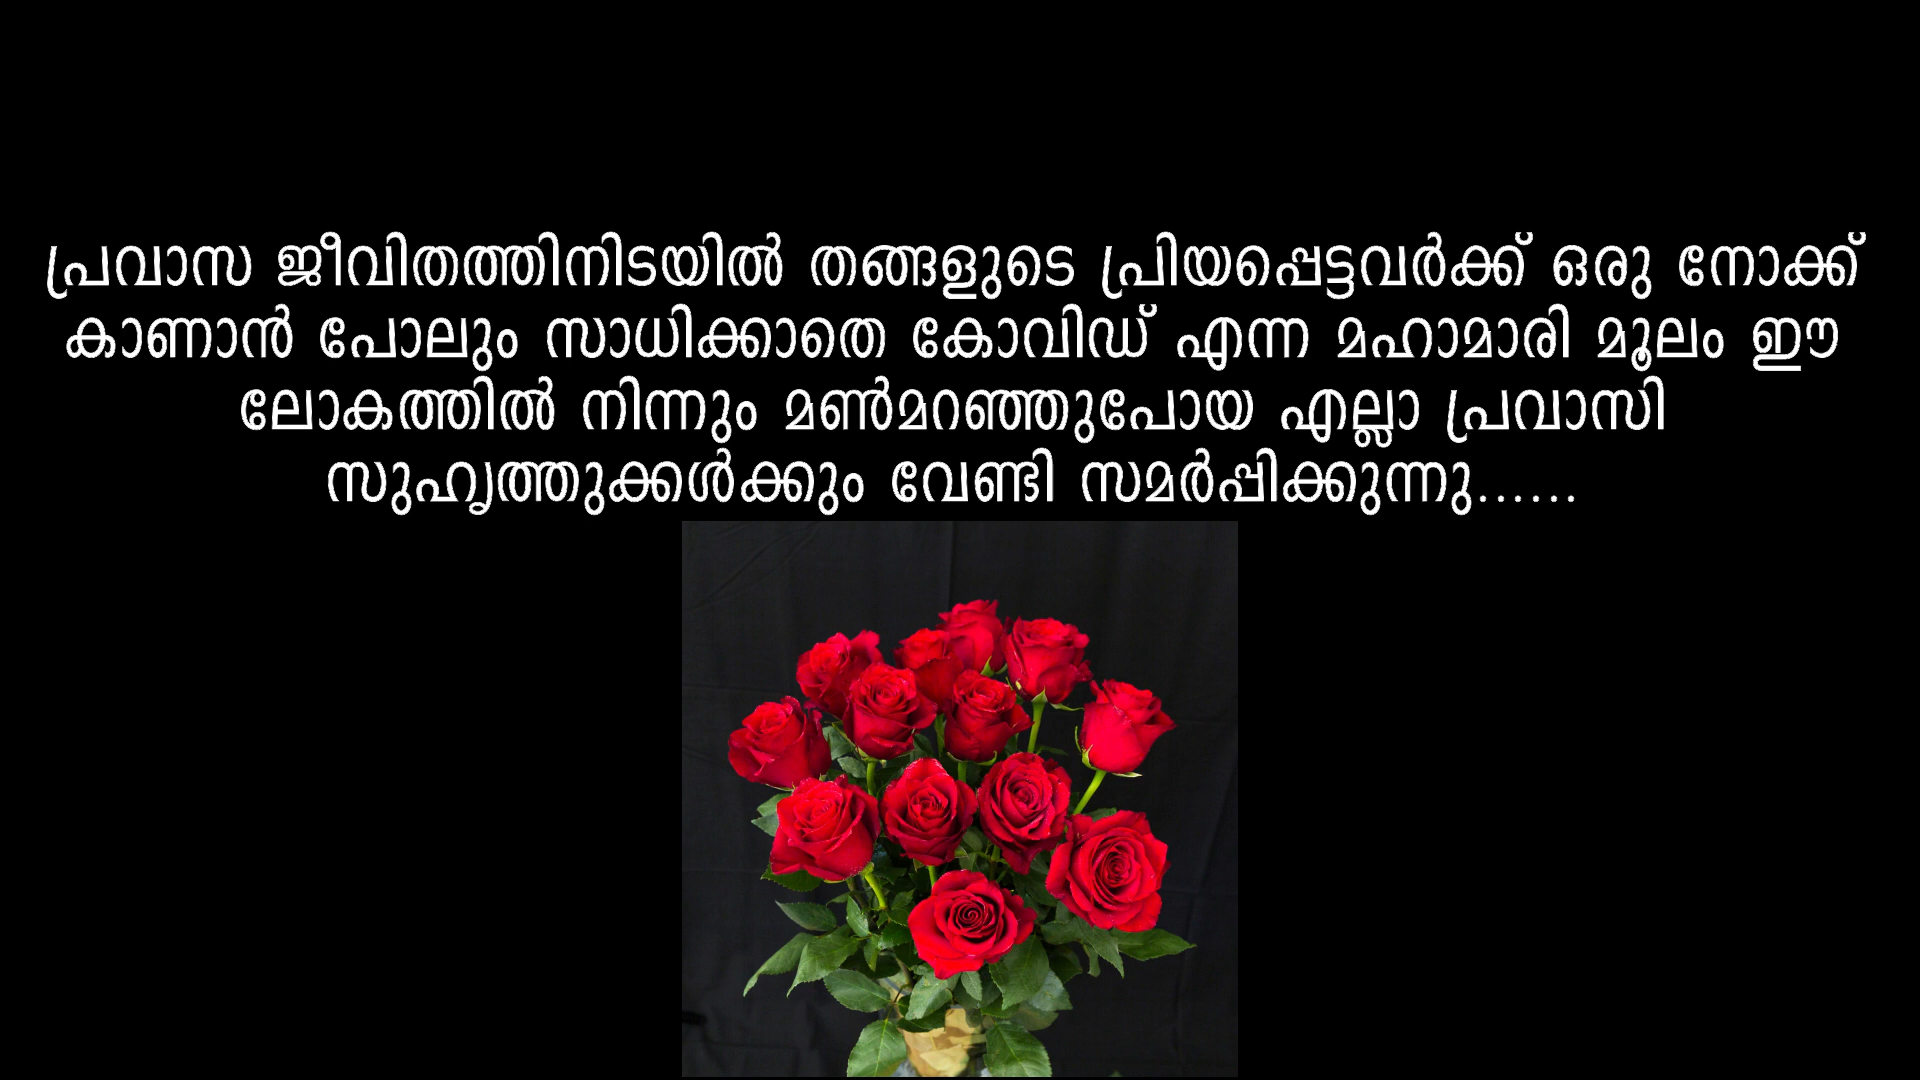 പ്രവാസ ജീവിതത്തിനിടയിൽ തങ്ങളുടെ പ്രിയപ്പെട്ടവർക്ക് ഒരു നോക്ക്
കാണാൻ പോലും സാധിക്കാതെ കോവിഡ് എന്ന മഹാമാരി മൂലം ഈ
ലോകത്തിൽ നിന്നും മൺമറഞ്ഞുപോയ എല്ലാ പ്രവാസി
സുഹൃത്തുക്കൾക്കും വേണ്ടി സമർപ്പിക്കുന്നു......